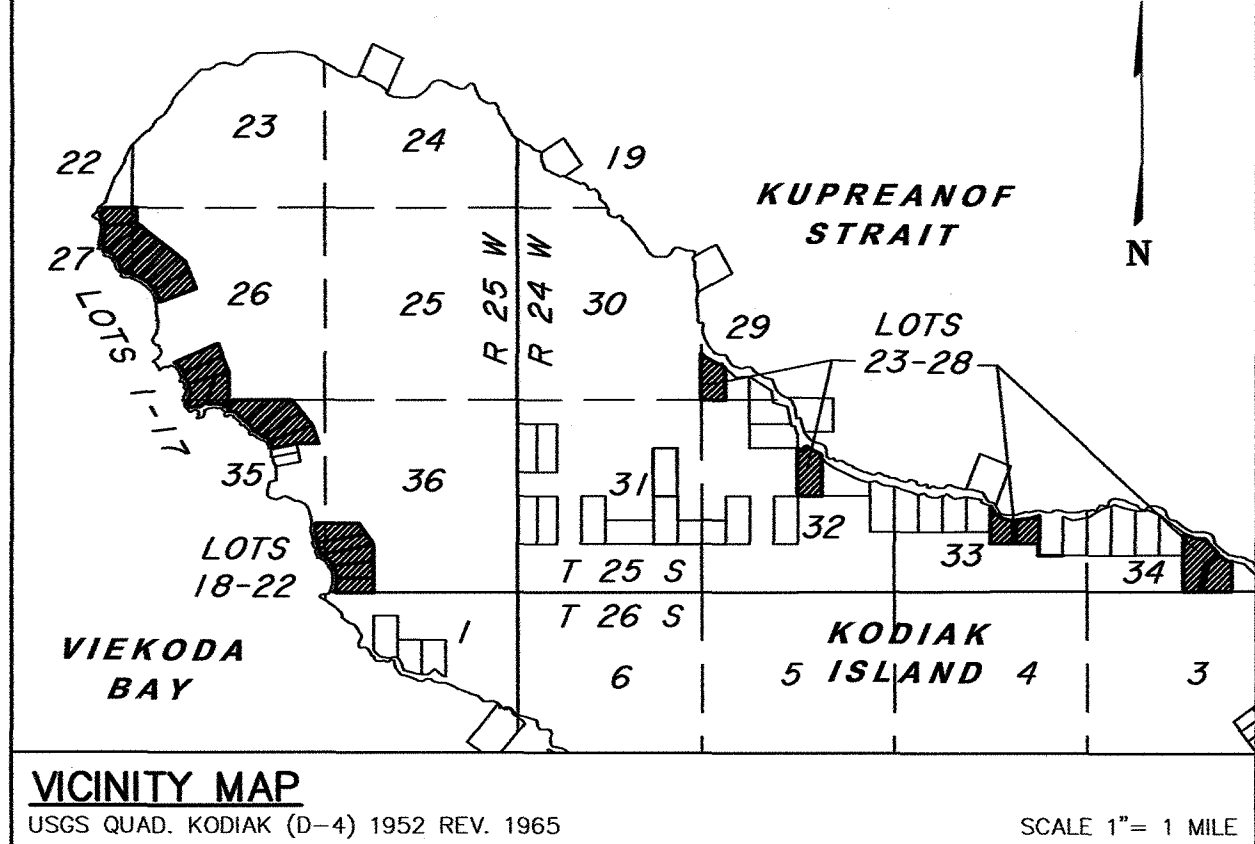 23
24
22
19
KUPREANOF
STRAIT
N
27
26
25
R 25 W
R 24 W
30
29
LOTS
23-28
LOTS 1-17
35
36
31
32
33
34
LOTS
18-22
T 25 S
T 26 S
VIEKODA
BAY
1
6
5
KODIAK
ISLAND
4
3
VICINITY MAP
USGS QUAD. KODIAK (D-4) 1952 REV. 1965
SCALE 1"= 1 MILE